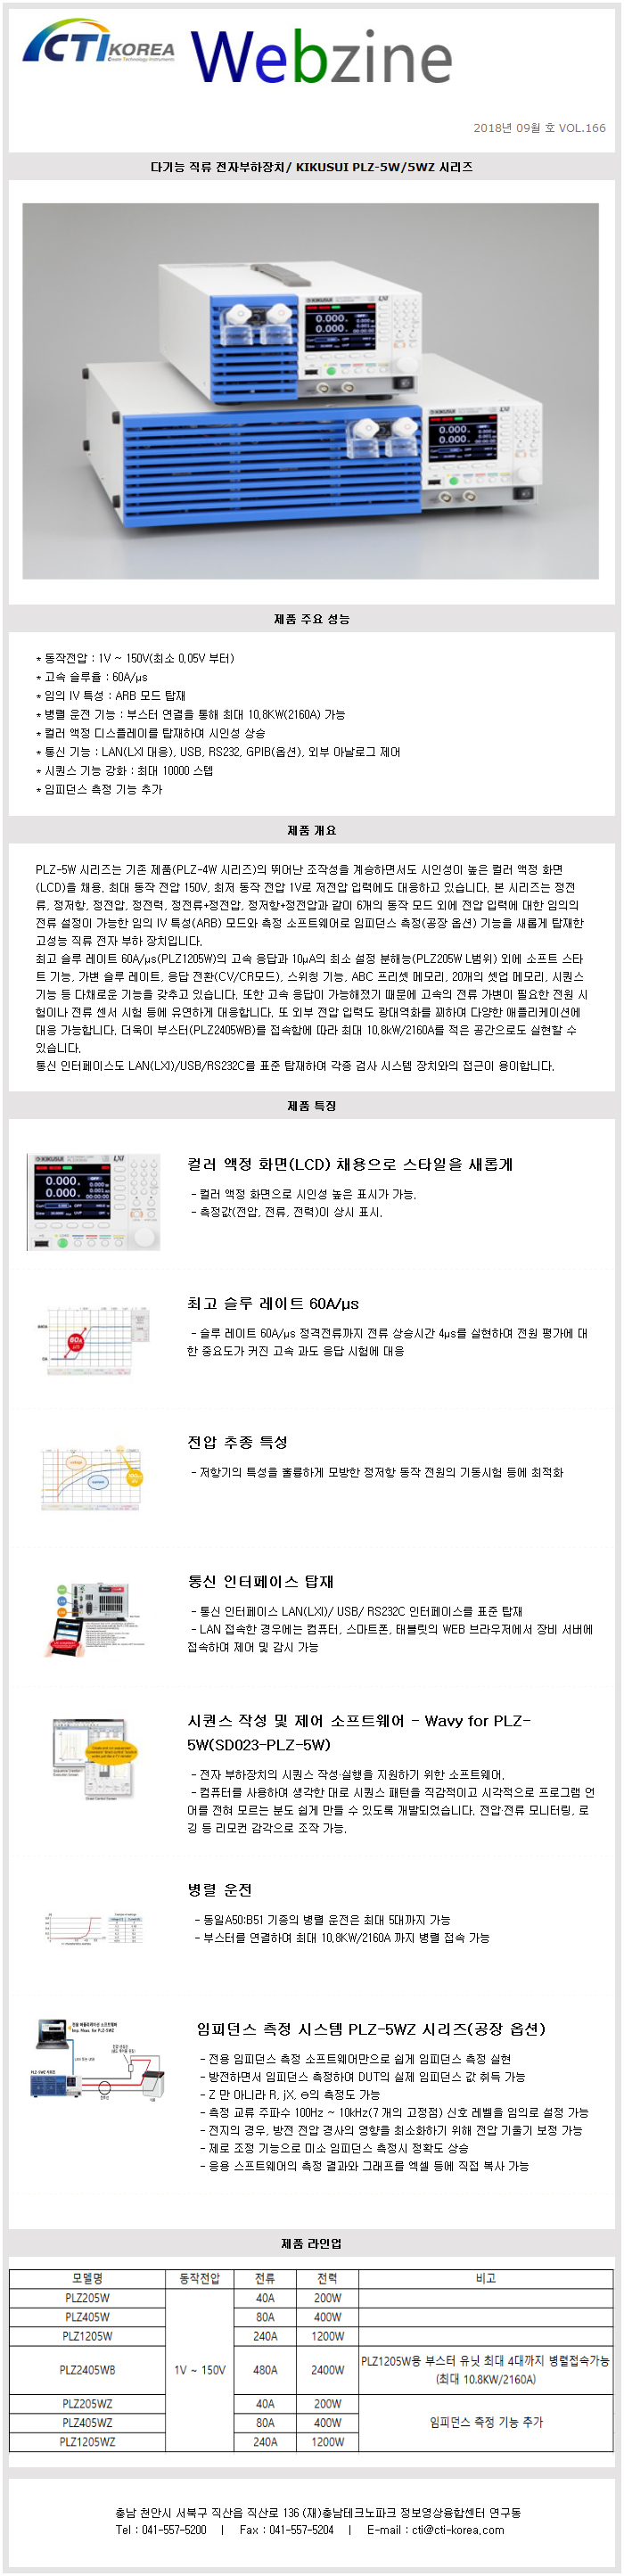 CTI KOREA
Cream Technology Instruments
Webzine
2018년 09월 호 VOL.166
다기능 직류 전자부하장치/ KIKUSUI PLZ-5W/5WZ 시리즈
KIKUSUI
LXI
0.000
0.000
KIKUSUI
LXI
0.000
0.000
제품 주요 성능
* 동작전압 : 1V ~ 150V(최소 0.05V 부터)
* 고속 슬루율 : 60A/μs
* 임의 IV 특성 : ARB 모드 탑재
* 병렬 운전 기능 : 부스터 연결을 통해 최대 10.8KW(2160A) 가능
* 컬러 액정 디스플레이를 탑재하여 시인성 상승
* 통신 기능 : LAN(LXI 대응), USB, RS232, GPIB(옵션), 외부 아날로그 제어
* 시퀀스 기능 강화 : 최대 10000 스텝
* 임피던스 측정 기능 추가
제품 개요
PLZ-5W 시리즈는 기존 제품(PLZ-4W 시리즈)의 뛰어난 조작성을 계승하면서도 시인성이 높은 컬러 액정 화면
(LCD)을 채용. 최대 동작 전압 150V, 최저 동작 전압 1V로 저전압 입력에도 대응하고 있습니다. 본 시리즈는 정전
류, 정저항, 정전압, 정전력, 정전류+정전압, 정저항+정전압과 같이 6개의 동작 모드 외에 전압 입력에 대한 임의의
전류 설정이 가능한 임의 IV 특성(ARB) 모드와 측정 소프트웨어로 임피던스 측정(공장 옵션) 기능을 새롭게 탑재한
고성능 직류 전자 부하 장치입니다.
최고 슬루 레이트 60A/μs(PLZ1205W)의 고속 응답과 10μA의 최소 설정 분해능(PLZ205W L범위) 외에 소프트 스타
트 기능, 가변 슬루 레이트, 응답 전환(CV/CR모드), 스위칭 기능, ABC 프리셋 메모리, 20개의 셋업 메모리, 시퀀스
기능 등 다채로운 기능을 갖추고 있습니다. 또한 고속 응답이 가능해졌기 때문에 고속의 전류 가변이 필요한 전원 시
험이나 전류 센서 시험 등에 유연하게 대응합니다. 또 외부 전압 입력도 광대역화를 꾀하여 다양한 애플리케이션에
대응 가능합니다. 더욱이 부스터(PLZ2405WB)를 접속함에 따라 최대 10.8kW/2160A를 적은 공간으로도 실현할 수
있습니다.
통신 인터페이스도 LAN(LXI)/USB/RS232C를 표준 탑재하여 각종 검사 시스템 장치와의 접근이 용이합니다.
제품 특징
KIKUSUI
LXI
0.000
0.000
컬러 액정 화면(LCD) 채용으로 스타일을 새롭게
- 컬러 액정 화면으로 시인성 높은 표시가 가능.
- 측정값(전압, 전류, 전력)이 상시 표시.
60A
최고 슬루 레이트 60A/μs
- 슬루 레이트 60A/μs 정격전류까지 전류 상승시간 4μs를 실현하여 전원 평가에 대
한 중요도가 커진 고속 과도 응답 시험에 대응
전압 추종 특성
- 저항기의 특성을 훌륭하게 모방한 정저항 동작 전원의 기동시험 등에 최적화
통신 인터페이스 탑재
- 통신 인터페이스 LAN(LXI)/ USB/ RS232C 인터페이스를 표준 탑재
- LAN 접속한 경우에는 컴퓨터, 스마트폰, 태블릿의 WEB 브라우저에서 장비 서버에
접속하여 제어 및 감시 가능
시퀀스 작성 및 제어 소프트웨어 - Wavy for PLZ-
5W(SD023-PLZ-5W)
- 전자 부하장치의 시퀀스 작성·실행을 지원하기 위한 소프트웨어.
- 컴퓨터를 사용하여 생각한 대로 시퀀스 패턴을 직감적이고 시각적으로 프로그램 언
어를 전혀 모르는 분도 쉽게 만들 수 있도록 개발되었습니다. 전압·전류 모니터링, 로
깅 등 리모컨 감각으로 조작 가능.
병렬 운전
- 동일A50:B51 기종의 병렬 운전은 최대 5대까지 가능
- 부스터를 연결하여 최대 10.8KW/2160A 까지 병렬 접속 가능
임피던스 측정 시스템 PLZ-5WZ 시리즈(공장 옵션)
- 전용 임피던스 측정 소프트웨어만으로 쉽게 임피던스 측정 실현
- 방전하면서 임피던스 측정하여 DUT의 실제 임피던스 값 취득 가능
- Z 만 아니라 R, jX, Θ의 측정도 가능
- 측정 교류 주파수 100Hz ~ 10kHz(7 개의 고정점) 신호 레벨을 임의로 설정 가능
- 전지의 경우, 방전 전압 경사의 영향을 최소화하기 위해 전압 기울기 보정 가능
- 제로 조정 기능으로 미소 임피던스 측정시 정확도 상승
- 응용 스프트웨어의 측정 결과와 그래프를 엑셀 등에 직접 복사 가능
제품 라인업
모델명 동작전압 전류 전력 비고
PLZ205W 40A 200W
PLZ405W 80A 400W
PLZ1205W 240A 1200W
PLZ2405WB 1V ~ 150V 480A 2400W PLZ1205W용 부스터 유닛 최대 4대까지 병렬접속가능
(최대 10.8KW/2160A)
PLZ205WZ 40A 200W
PLZ405WZ 80A 400W 임피던스 측정 기능 추가
PLZ1205WZ 240A 1200W
충남 천안시 서북구 직산읍 직산로 136 (재)충남테크노파크 정보영상융합센터 연구동
Tel : 041-557-5200 | Fax : 041-557-5204 | E-mail : cti@cti-korea.com